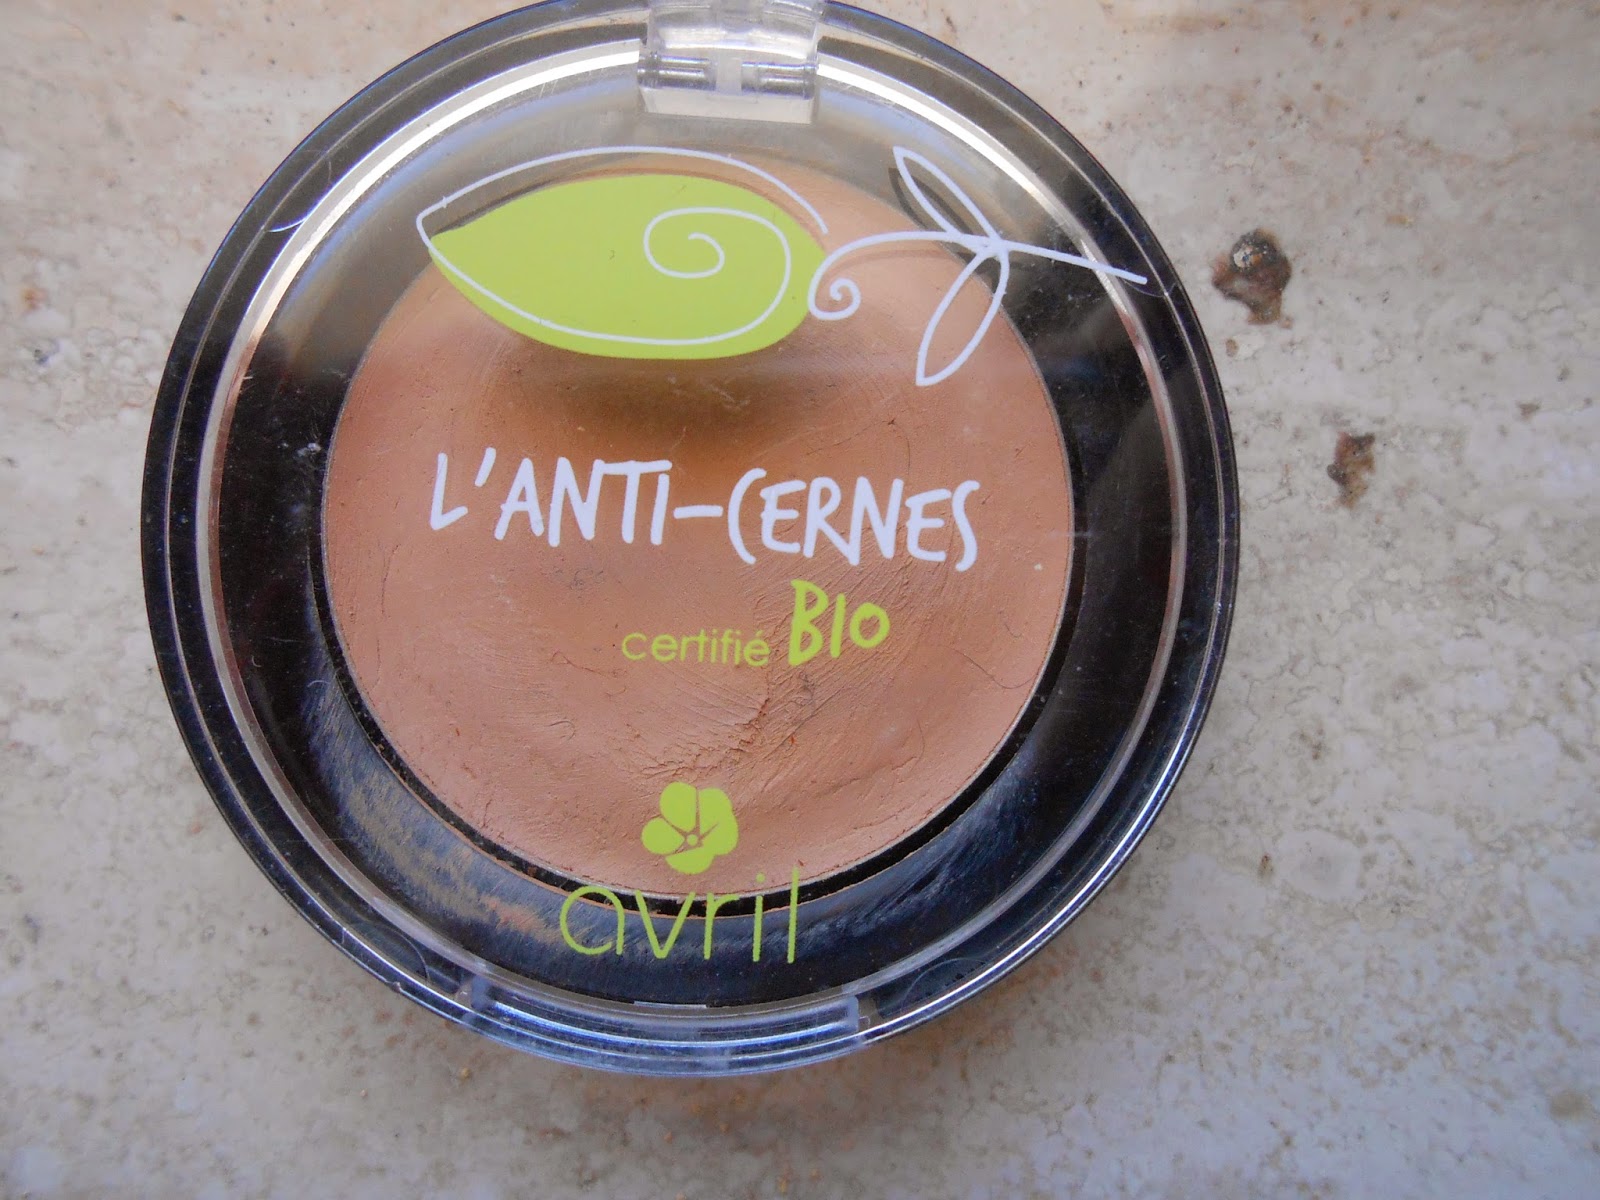 L'ANTI-CERNES
certifié BIO
avril